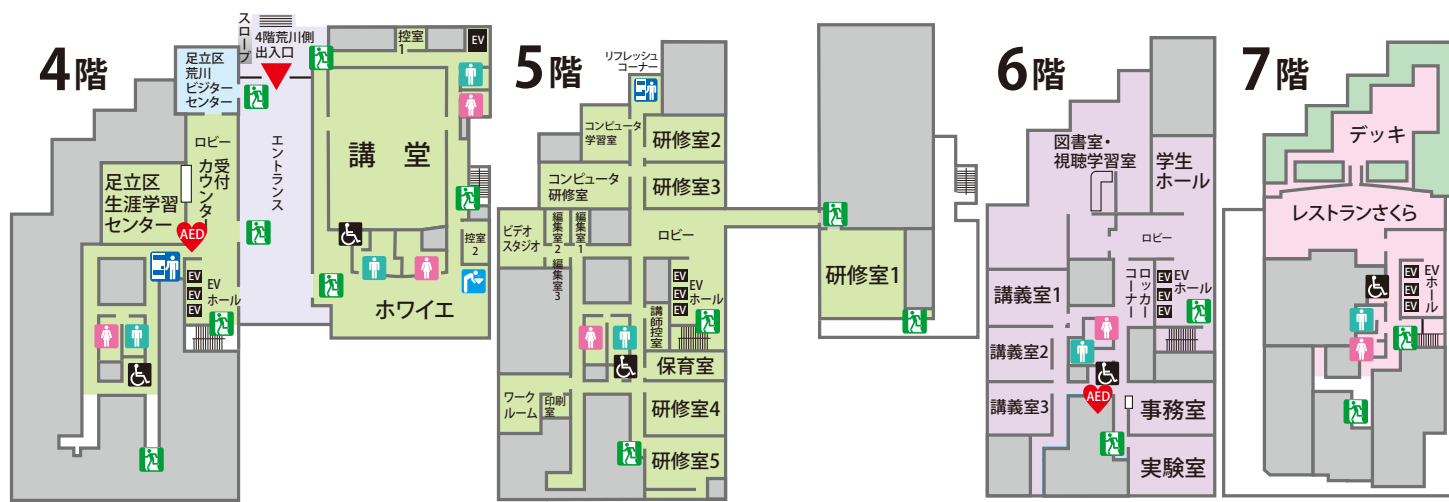 4階
スロープ
4階荒川側
出入口
足立区
荒川
ビジター
センター
控室
1
EV
ロビー
受付
カウンター
エントランス
講堂
足立区
生涯学習
センター
AED
控室
2
EV
EV
EV
EV
ホール
ホワイエ
5階
リフレッシュ
コーナー
コンピュータ
学習室
研修室2
コンピュータ
研修室
研修室3
ビデオ
スタジオ
編集室2
編集室1
編集室3
ロビー
EV
EV
EV
EV
ホール
講師控室
保育室
ワーク
ルーム
印刷
室
研修室4
研修室5
研修室1
6階
図書室・
視聴学習室
学生
ホール
ロビー
ロッカー
コーナー
EV
EV
EV
EV
ホール
講義室1
講義室2
講義室3
AED
事務室
実験室
7階
デッキ
レストランさくら
EV
EV
EV
EVホール